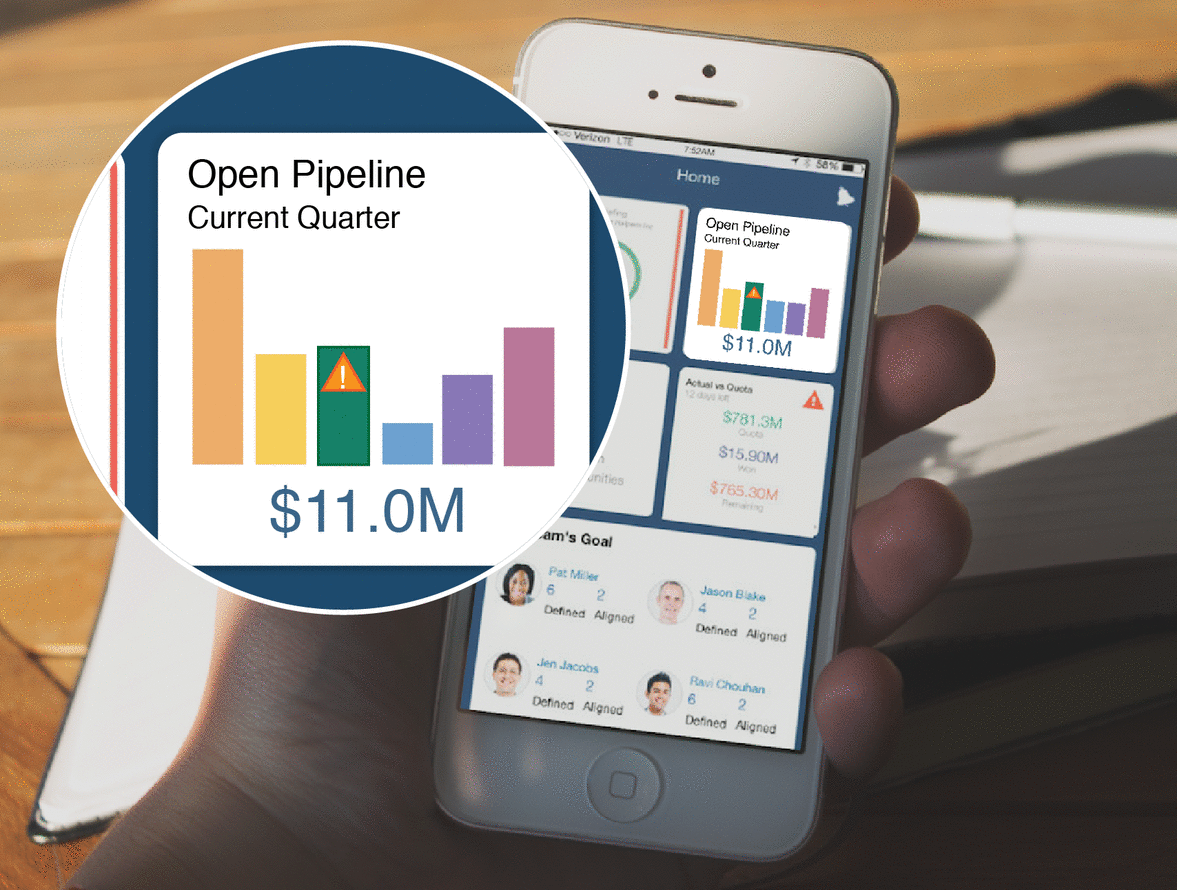 Open Pipeline
Current Quarter
$11.0M
Verizon LTE
7:52AM
58%
Home
Open Pipeline
Current Quarter
$11.0M
Actual vs Quota
12 days left
$781.3M
Quota
$15.90M
Won
$765.30M
Remaining
am's Goal
Pat Miller
6 2
Defined Aligned
Jason Blake
4 2
Defined Aligned
Jen Jacobs
4 2
Defined Aligned
Ravi Chouhan
6 2
Defined Aligned